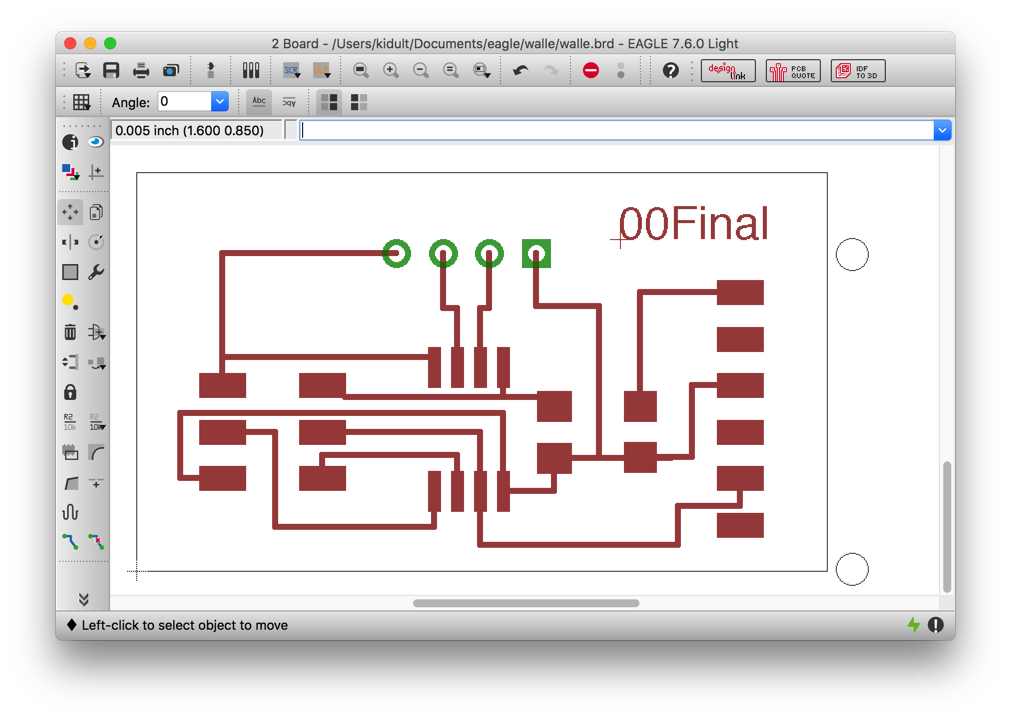 2 Board - /Users/kidult/Documents/eagle/walle/walle.brd - EAGLE 7.6.0 Light
SCR
design link
PCB QUOTE
IDF TO 3D
Angle: 0
Abc
Abc
0.005 inch (1.600 0.850)
i
00Final
R2
10k
R2
10k
Left-click to select object to move